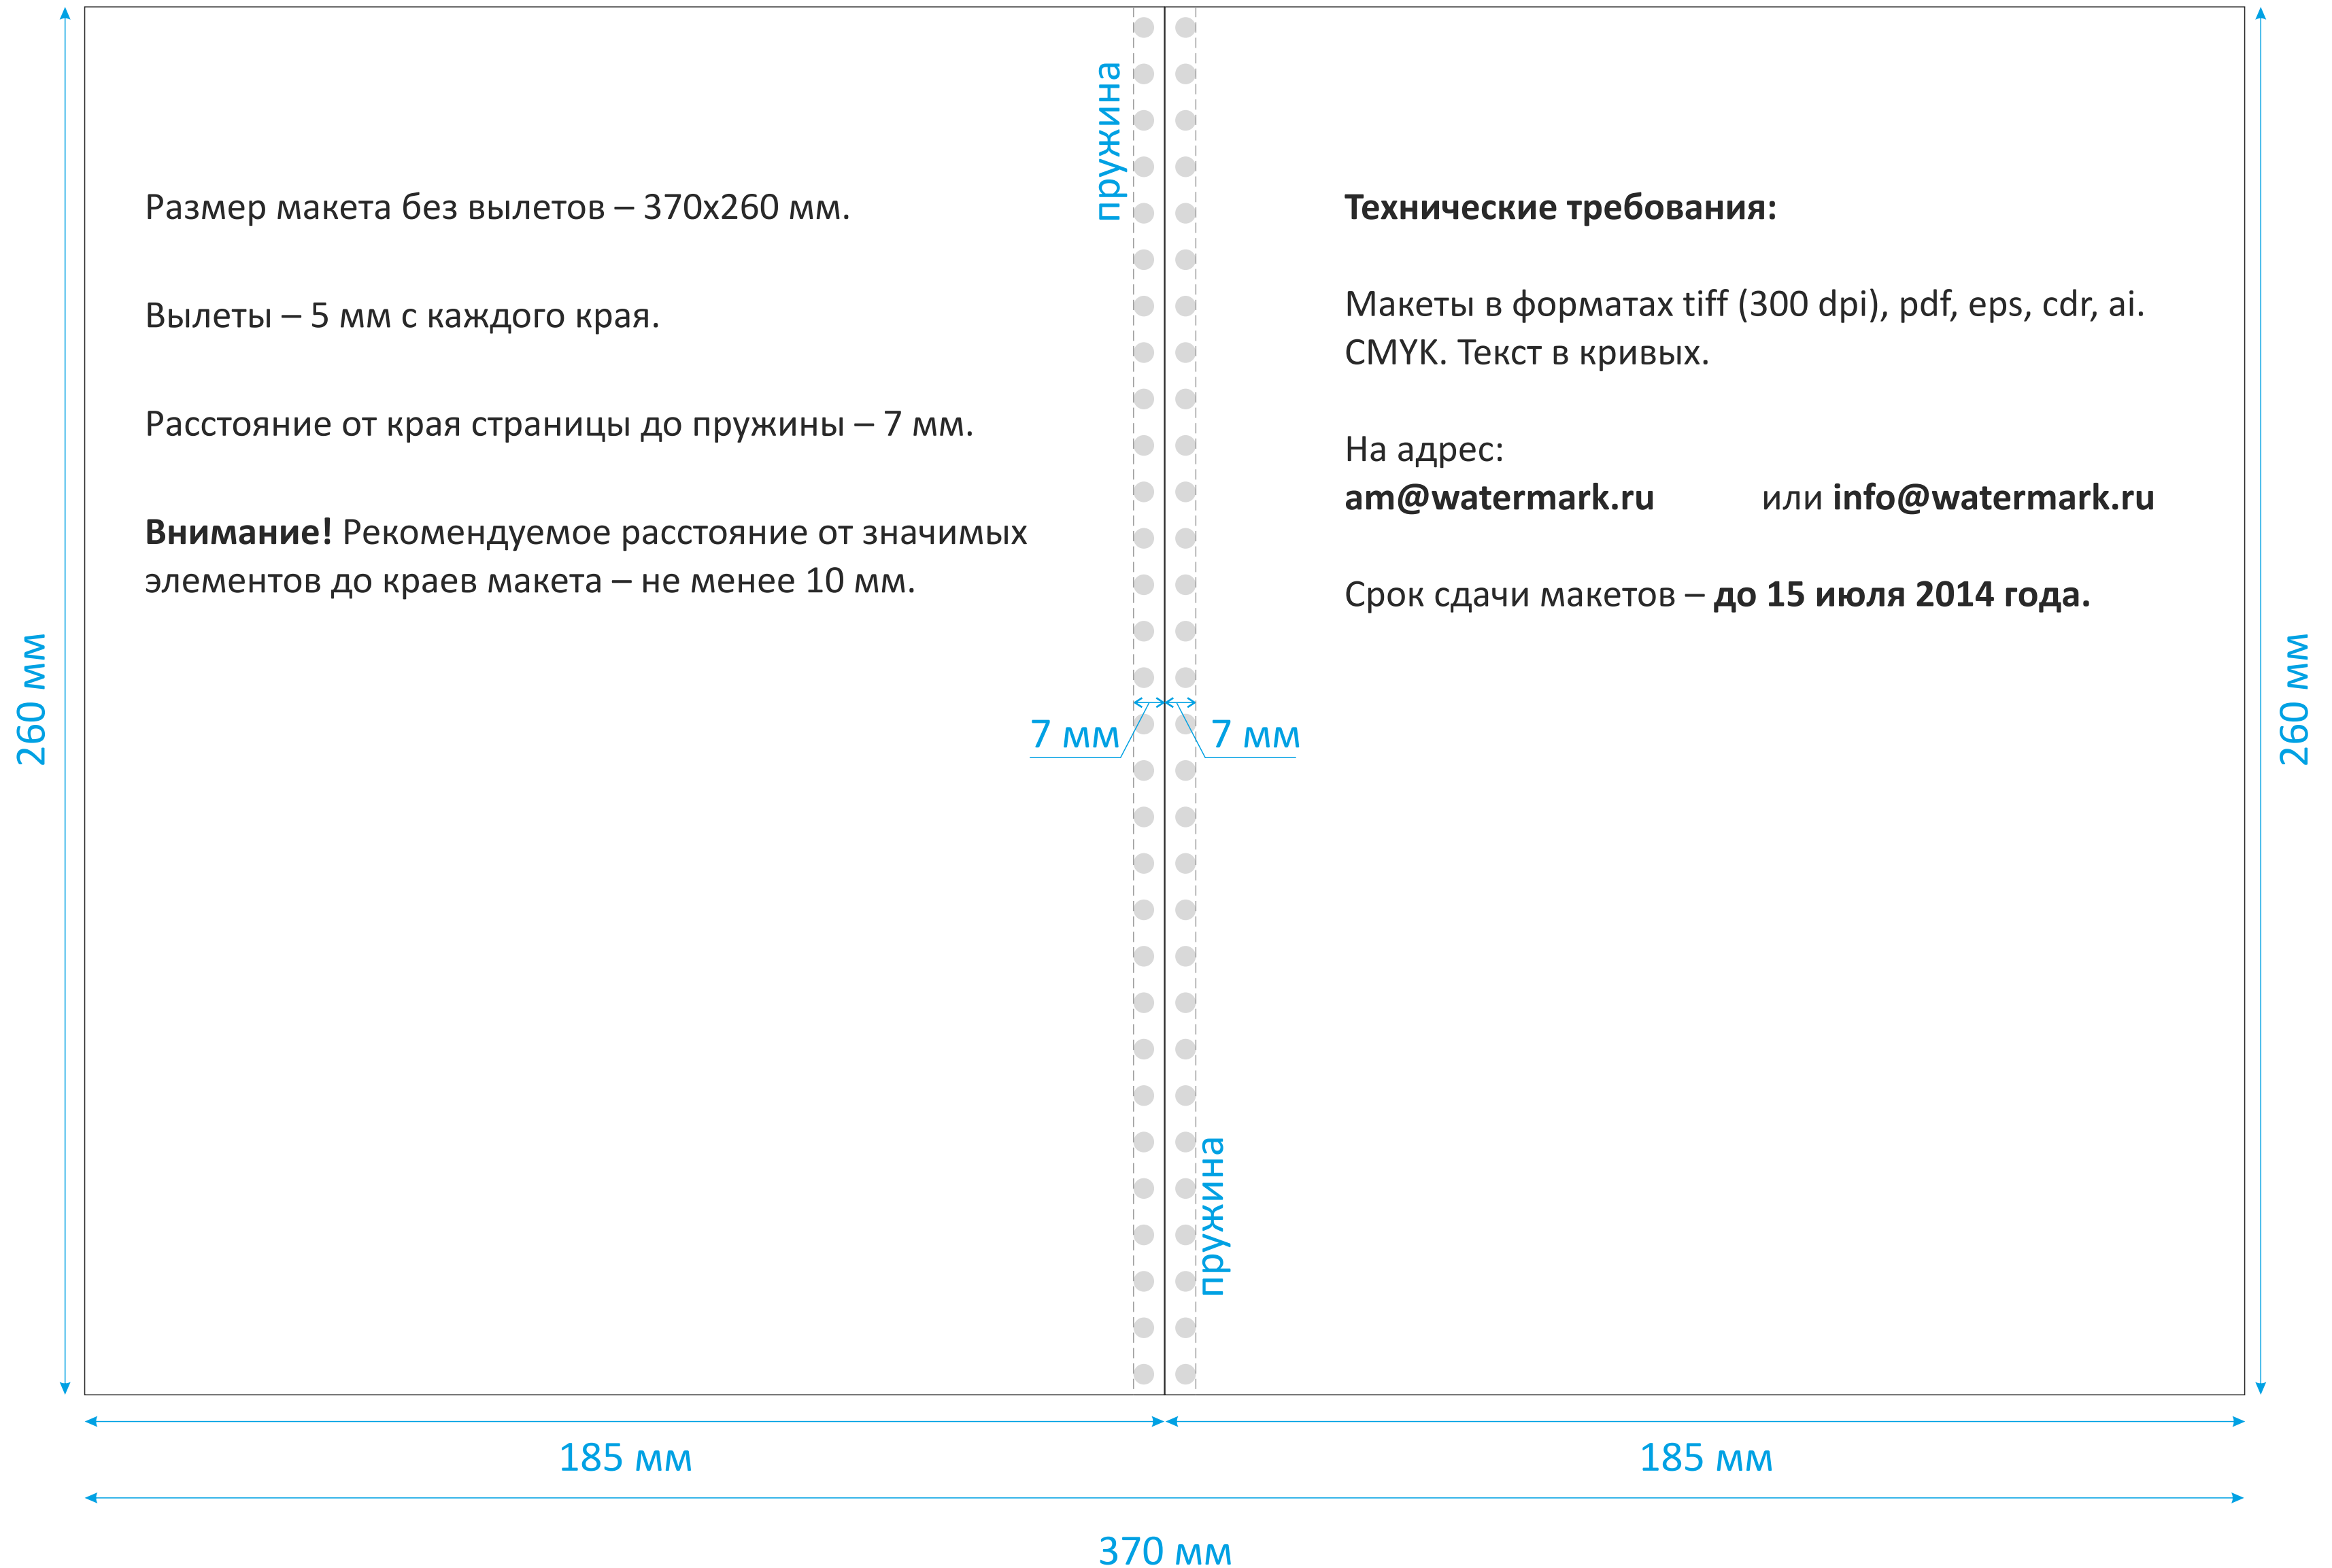 пружина
Размер макета без вылетов – 370х260 мм.
Вылеты – 5 мм с каждого края.
Расстояние от края страницы до пружины – 7 мм.
Внимание! Рекомендуемое расстояние от значимых
элементов до краев макета – не менее 10 мм.
Технические требования:
Макеты в форматах tiff (300 dpi), pdf, eps, cdr, ai.
CMYK. Текст в кривых.
На адрес:
am@watermark.ru или info@watermark.ru
Срок сдачи макетов – до 15 июля 2014 года.
260 мм
7 мм
7 мм
260 мм
пружина
185 мм
185 мм
370 мм